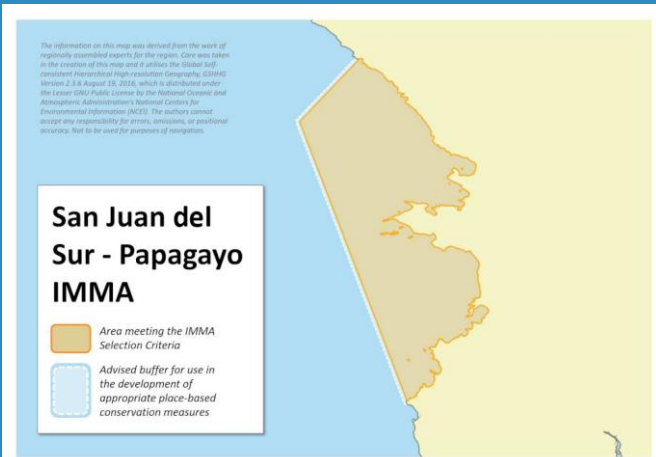 The information on this map was derived from the work of
regionally assembled experts for the region. Care was taken
in the creation of this map and it utilises the Global Self-
consistent Hierarchical High-resolution Geography, GSHHG
Version 2.3.6 August 19, 2016, which is distributed under
the Lesser GNU Public License by the National Oceanic and
Atmospheric Administration's National Centers for
Environmental Information (NCEI). The authors cannot
accept any responsibility for errors, omissions, or positional
accuracy. Not to be used for purposes of navigation.
San Juan del
Sur - Papagayo
IMMA
Area meeting the IMMA
Selection Criteria
Advised buffer for use in
the development of
appropriate place-based
conservation measures